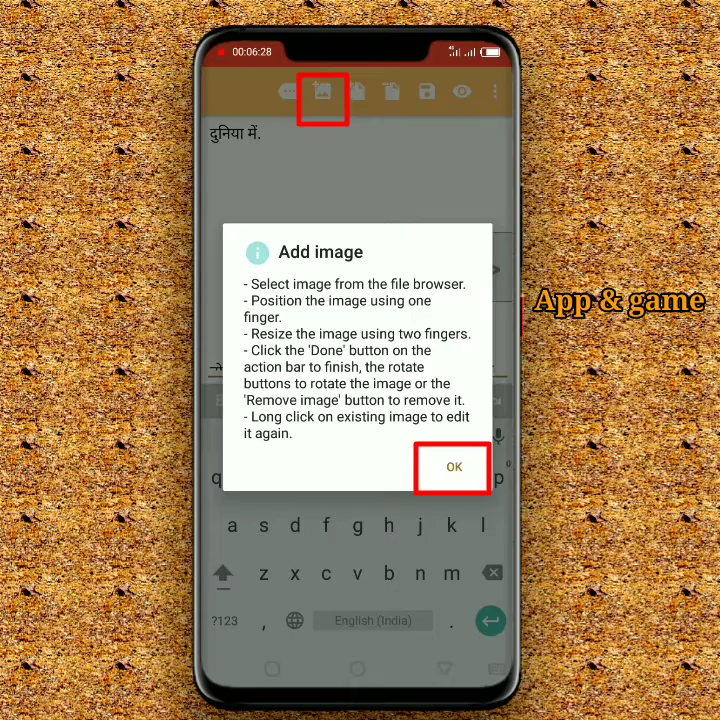 00:06:28
दुनिया में.
Add image
- Select image from the file browser.
- Position the image using one
finger.
- Resize the image using two fingers.
- Click the 'Done' button on the
action bar to finish, the rotate
buttons to rotate the image or the
'Remove image' button to remove it.
- Long click on existing image to edit
it again.
OK
App & game
q p 0
a s d f g h j k l
z x c v b n m
?123 , English (India) .